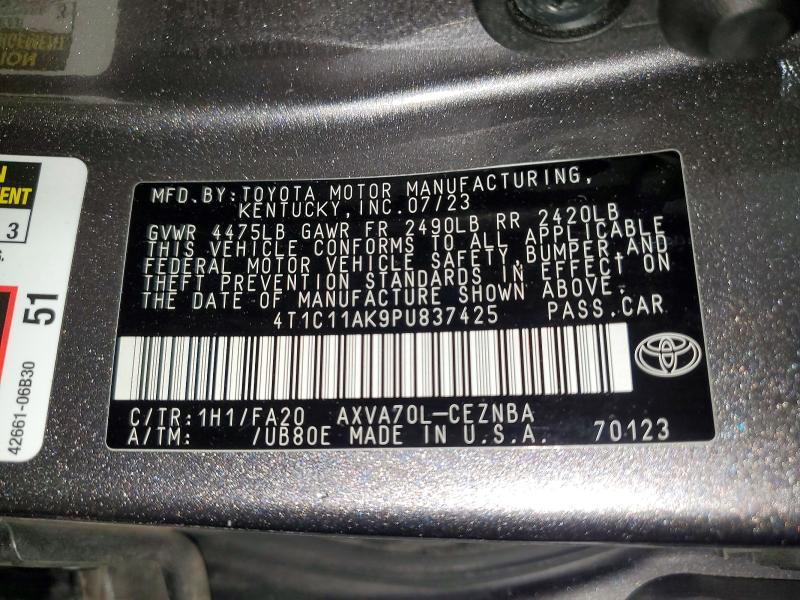 MFD.BY:TOYOTA MOTOR MANUFACTURING,
KENTUCKY,INC.07/23
GVWR 4475LB GAWR FR 2490LB RR 2420LB
THIS VEHICLE CONFORMS TO ALL APPLICABLE
FEDERAL MOTOR VEHICLE SAFETY,BUMPER,AND
THEFT PREVENTION STANDARDS IN EFFECT ON
THE DATE OF MANUFACTURE SHOWN ABOVE.
4T1C11AK9PU837425 PASS.CAR
C/TR:1H1/FA20 AXVA70L-CEZNBA
A/TM: /UB80E MADE IN U.S.A. 70123
MENT
3
51
42661-06B30